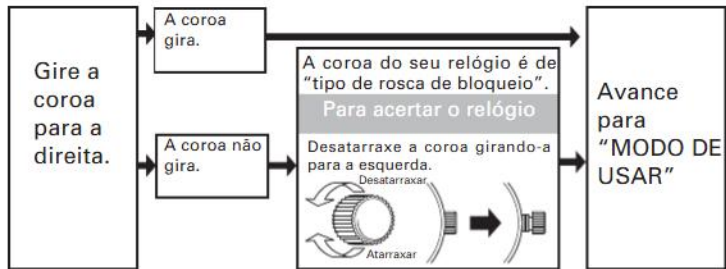 Gire a
coroa
para a
direita.
A coroa
gira.
A coroa não
gira.
A coroa do seu relógio é de
“tipo de rosca de bloqueio”.
Para acertar o relógio
Desatarraxe a coroa girando-a
para a esquerda.
Desatarraxar
Atarraxar
Avance
para
“MODO DE
USAR”